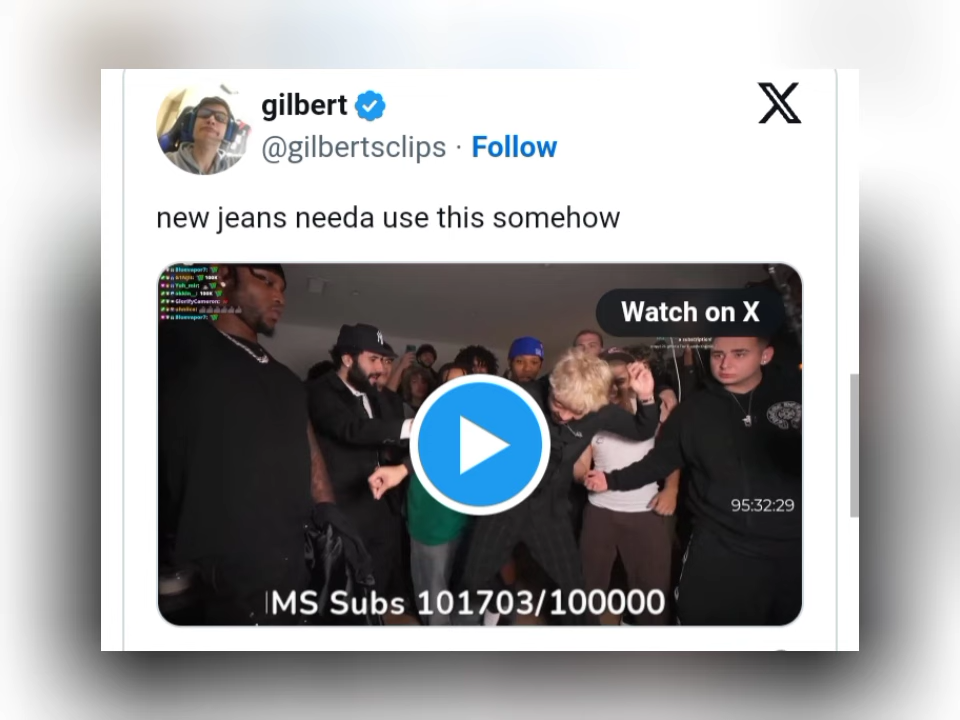 gilbert
@gilbertsclips · Follow
new jeans needa use this somehow
Watch on X
95:32:29
MS Subs 101703/100000